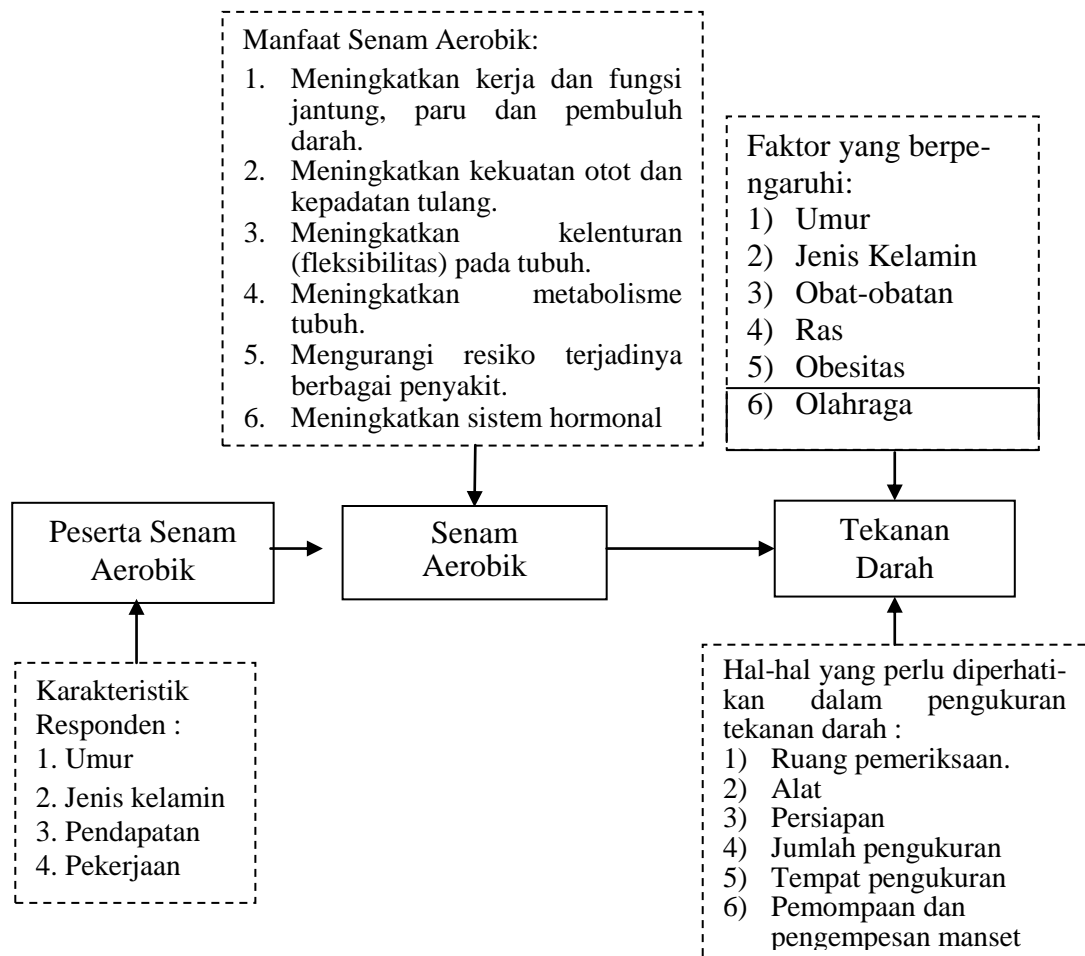 Manfaat Senam Aerobik:
1. Meningkatkan kerja dan fungsi
jantung, paru dan pembuluh
darah.
2. Meningkatkan kekuatan otot dan
kepadatan tulang.
3. Meningkatkan kelenturan
(fleksibilitas) pada tubuh.
4. Meningkatkan metabolisme
tubuh.
5. Mengurangi resiko terjadinya
berbagai penyakit.
6. Meningkatkan sistem hormonal
Faktor yang berpe-
ngaruhi:
1) Umur
2) Jenis Kelamin
3) Obat-obatan
4) Ras
5) Obesitas
6) Olahraga
Peserta Senam
Aerobik
Senam
Aerobik
Tekanan
Darah
Karakteristik
Responden :
1. Umur
2. Jenis kelamin
3. Pendapatan
4. Pekerjaan
Hal-hal yang perlu diperhati-
kan dalam pengukuran
tekanan darah :
1) Ruang pemeriksaan.
2) Alat
3) Persiapan
4) Jumlah pengukuran
5) Tempat pengukuran
6) Pemompaan dan
pengempesan manset